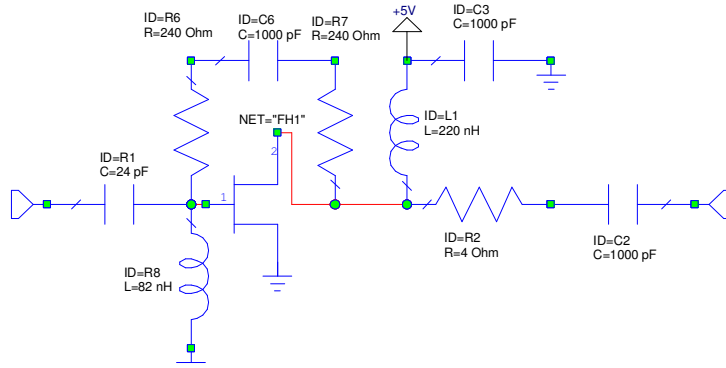 ID=R6
R=240 Ohm
ID=C6
C=1000 pF
ID=R7
R=240 Ohm
+5V
ID=C3
C=1000 pF
NET="FH1"
ID=L1
L=220 nH
2
ID=R1
C=24 pF
1
ID=R2
R=4 Ohm
ID=C2
C=1000 pF
ID=R8
L=82 nH